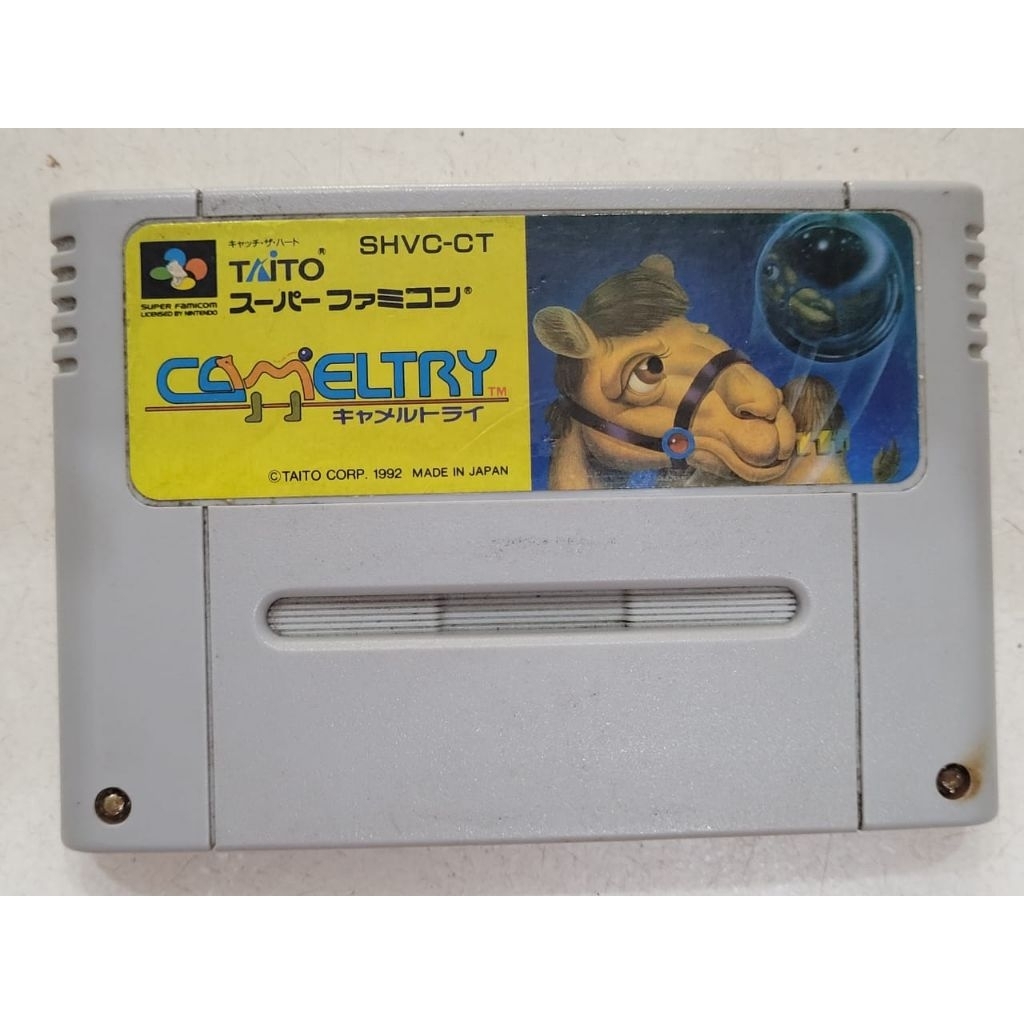 キャッチ・ザ・ハート
TAITO®
SHVC-CT
SUPER FAMICOM
LICENSED BY NINTENDO
スーパーファミコン®
CAMELTRY™
キャメルトライ
©TAITO CORP. 1992 MADE IN JAPAN